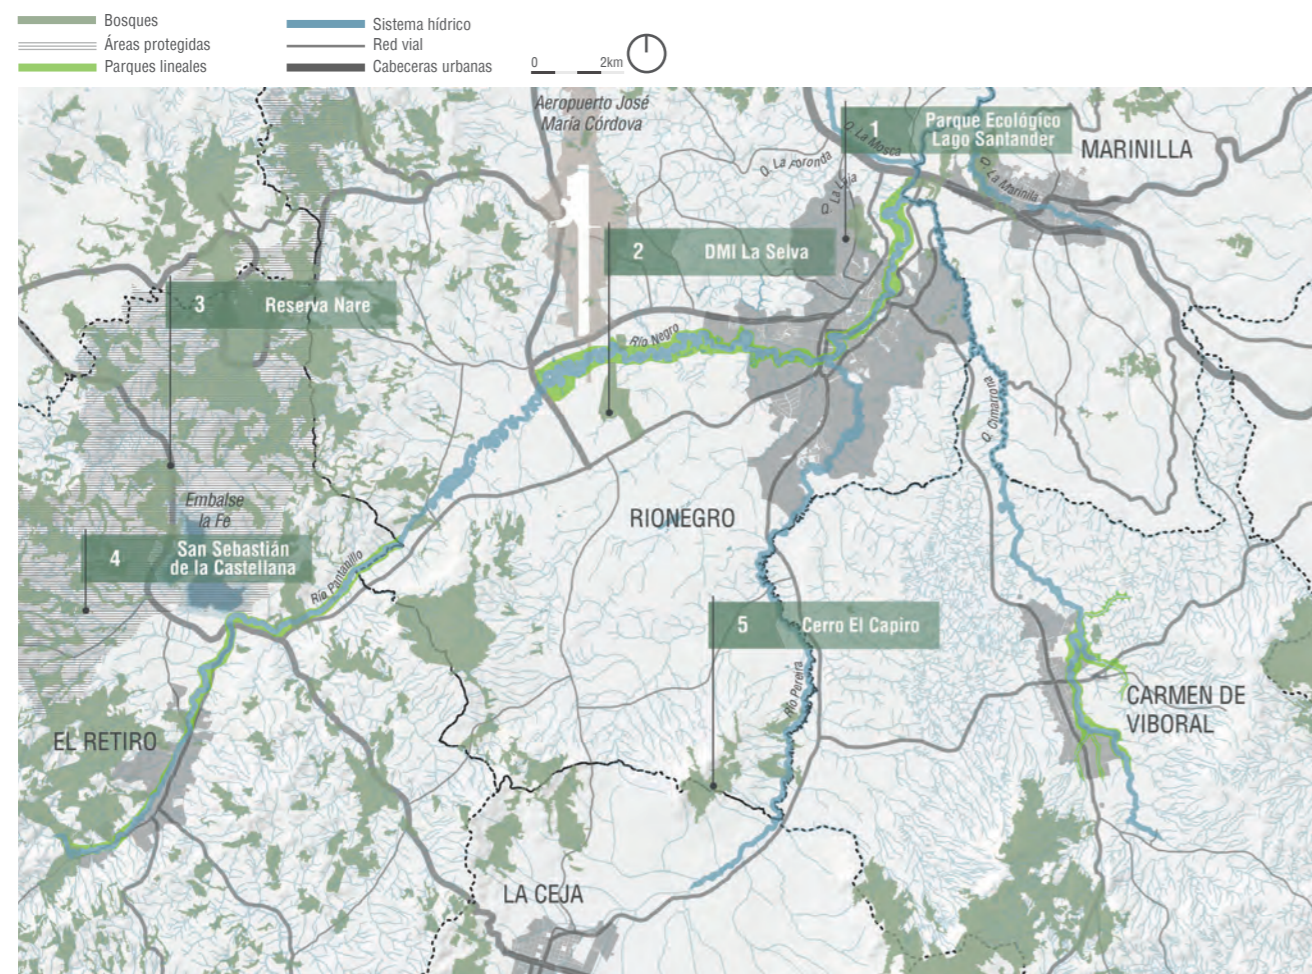 Bosques
Áreas protegidas
Parques lineales
Sistema hídrico
Red vial
Cabeceras urbanas
0 2km
Aeropuerto José
María Córdova
1
Parque Ecológico
Lago Santander
MARINILLA
Q. La Mosca
Q. La Foronda
Q. La Leja
Q. La Marinilla
2
DMI La Selva
3
Reserva Nare
Río Negro
Q. Cimarrona
Embalse
la Fe
RIONEGRO
4
San Sebastián
de la Castellana
Río Pantanillo
5
Cerro El Capiro
Río Pereira
CARMEN DE
VIBORAL
EL RETIRO
LA CEJA